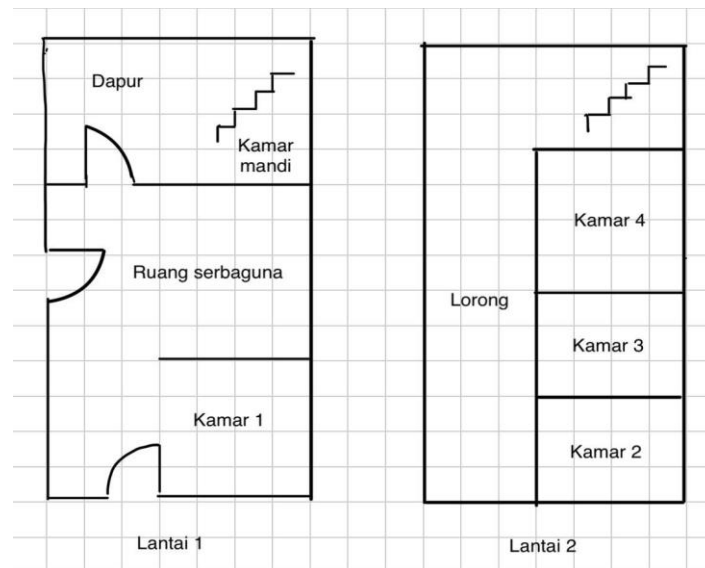 Dapur
Kamar
mandi
Ruang serbaguna
Kamar 1
Lantai 1
Kamar 4
Lorong
Kamar 3
Kamar 2
Lantai 2